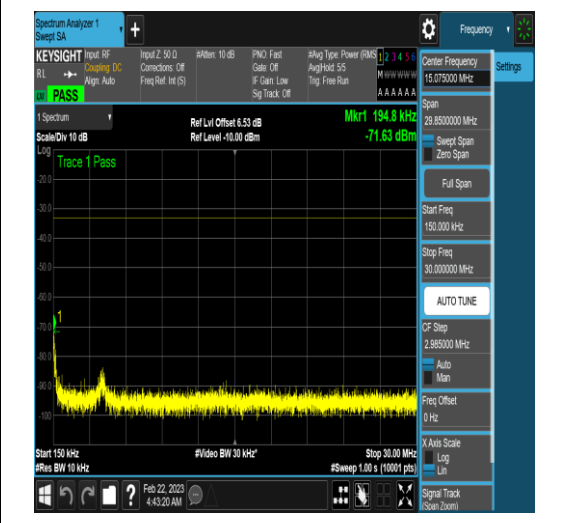 Spectrum Analyzer 1
Swept SA
Frequency
KEYSIGHT
RL
PASS
Input: RF
Coupling: DC
Align: Auto
Input Z: 50 Ω
Corrections: Off
Freq Ref: Int (S)
#Atten: 10 dB
PNO: Fast
Gate: Off
IF Gain: Low
Sig Track: Off
#Avg Type: Power (RMS
Avg|Hold: 5/5
Trig: Free Run
1 2 3 4 5 6
M W W W W W
A A A A A A
1 Spectrum
Scale/Div 10 dB
Ref Lvl Offset 6.53 dB
Ref Level -10.00 dBm
Mkr1 194.8 kHz
-71.63 dBm
Log
Trace 1 Pass
-20.0
-30.0
-40.0
-50.0
-60.0
-70.0
-80.0
-90.0
-100
1
Start 150 kHz
#Res BW 10 kHz
#Video BW 30 kHz*
Stop 30.00 MHz
#Sweep 1.00 s (10001 pts)
Feb 22, 2023
4:43:20 AM
Center Frequency
15.075000 MHz
Settings
Span
29.8500000 MHz
Swept Span
Zero Span
Full Span
Start Freq
150.000 kHz
Stop Freq
30.000000 MHz
AUTO TUNE
CF Step
2.985000 MHz
Auto
Man
Freq Offset
0 Hz
X Axis Scale
Log
Lin
Signal Track
(Span Zoom)